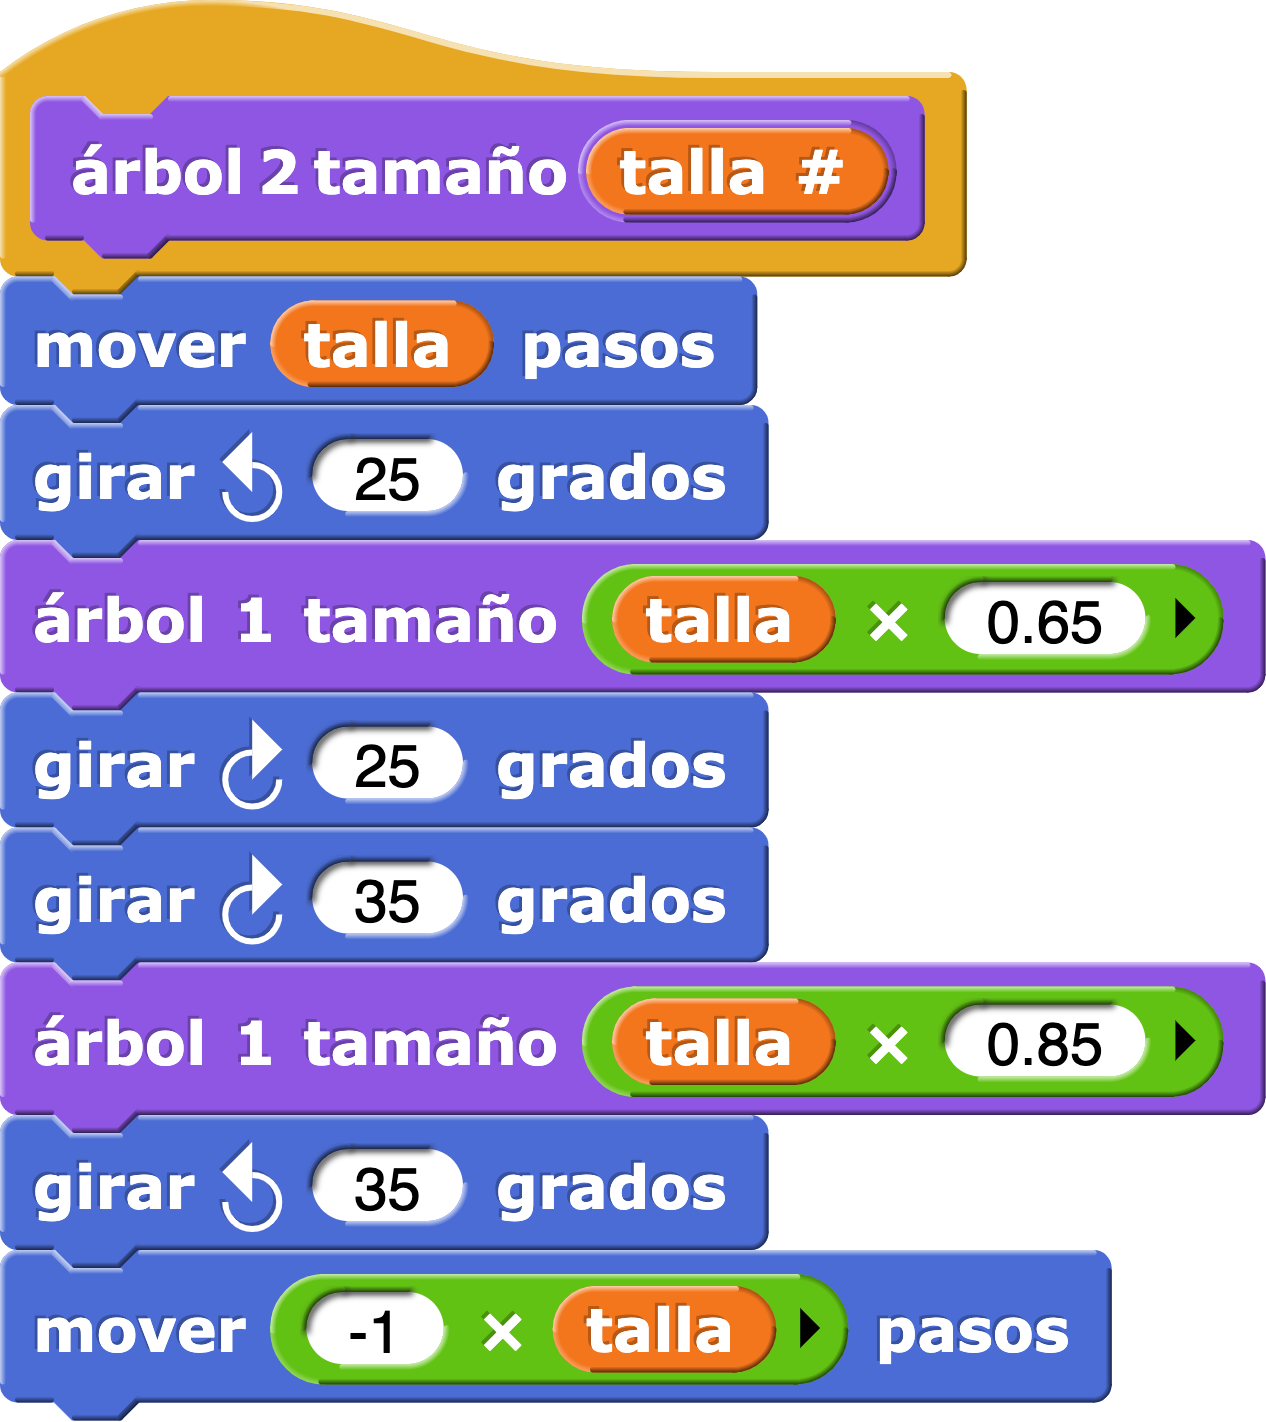 árbol 2 tamaño talla #
mover talla pasos
girar 25 grados
árbol 1 tamaño talla × 0.65
girar 25 grados
girar 35 grados
árbol 1 tamaño talla × 0.85
girar 35 grados
mover -1 × talla pasos